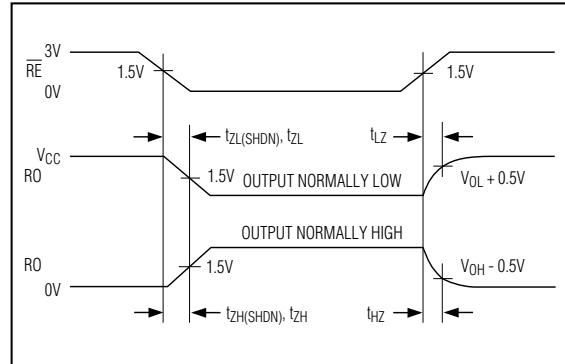 3V
RE
0V
1.5V
1.5V
tZL(SHDN), tZL
tLZ
VCC
RO
1.5V
OUTPUT NORMALLY LOW
VOL + 0.5V
OUTPUT NORMALLY HIGH
RO
0V
1.5V
VOH - 0.5V
tZH(SHDN), tZH
tHZ